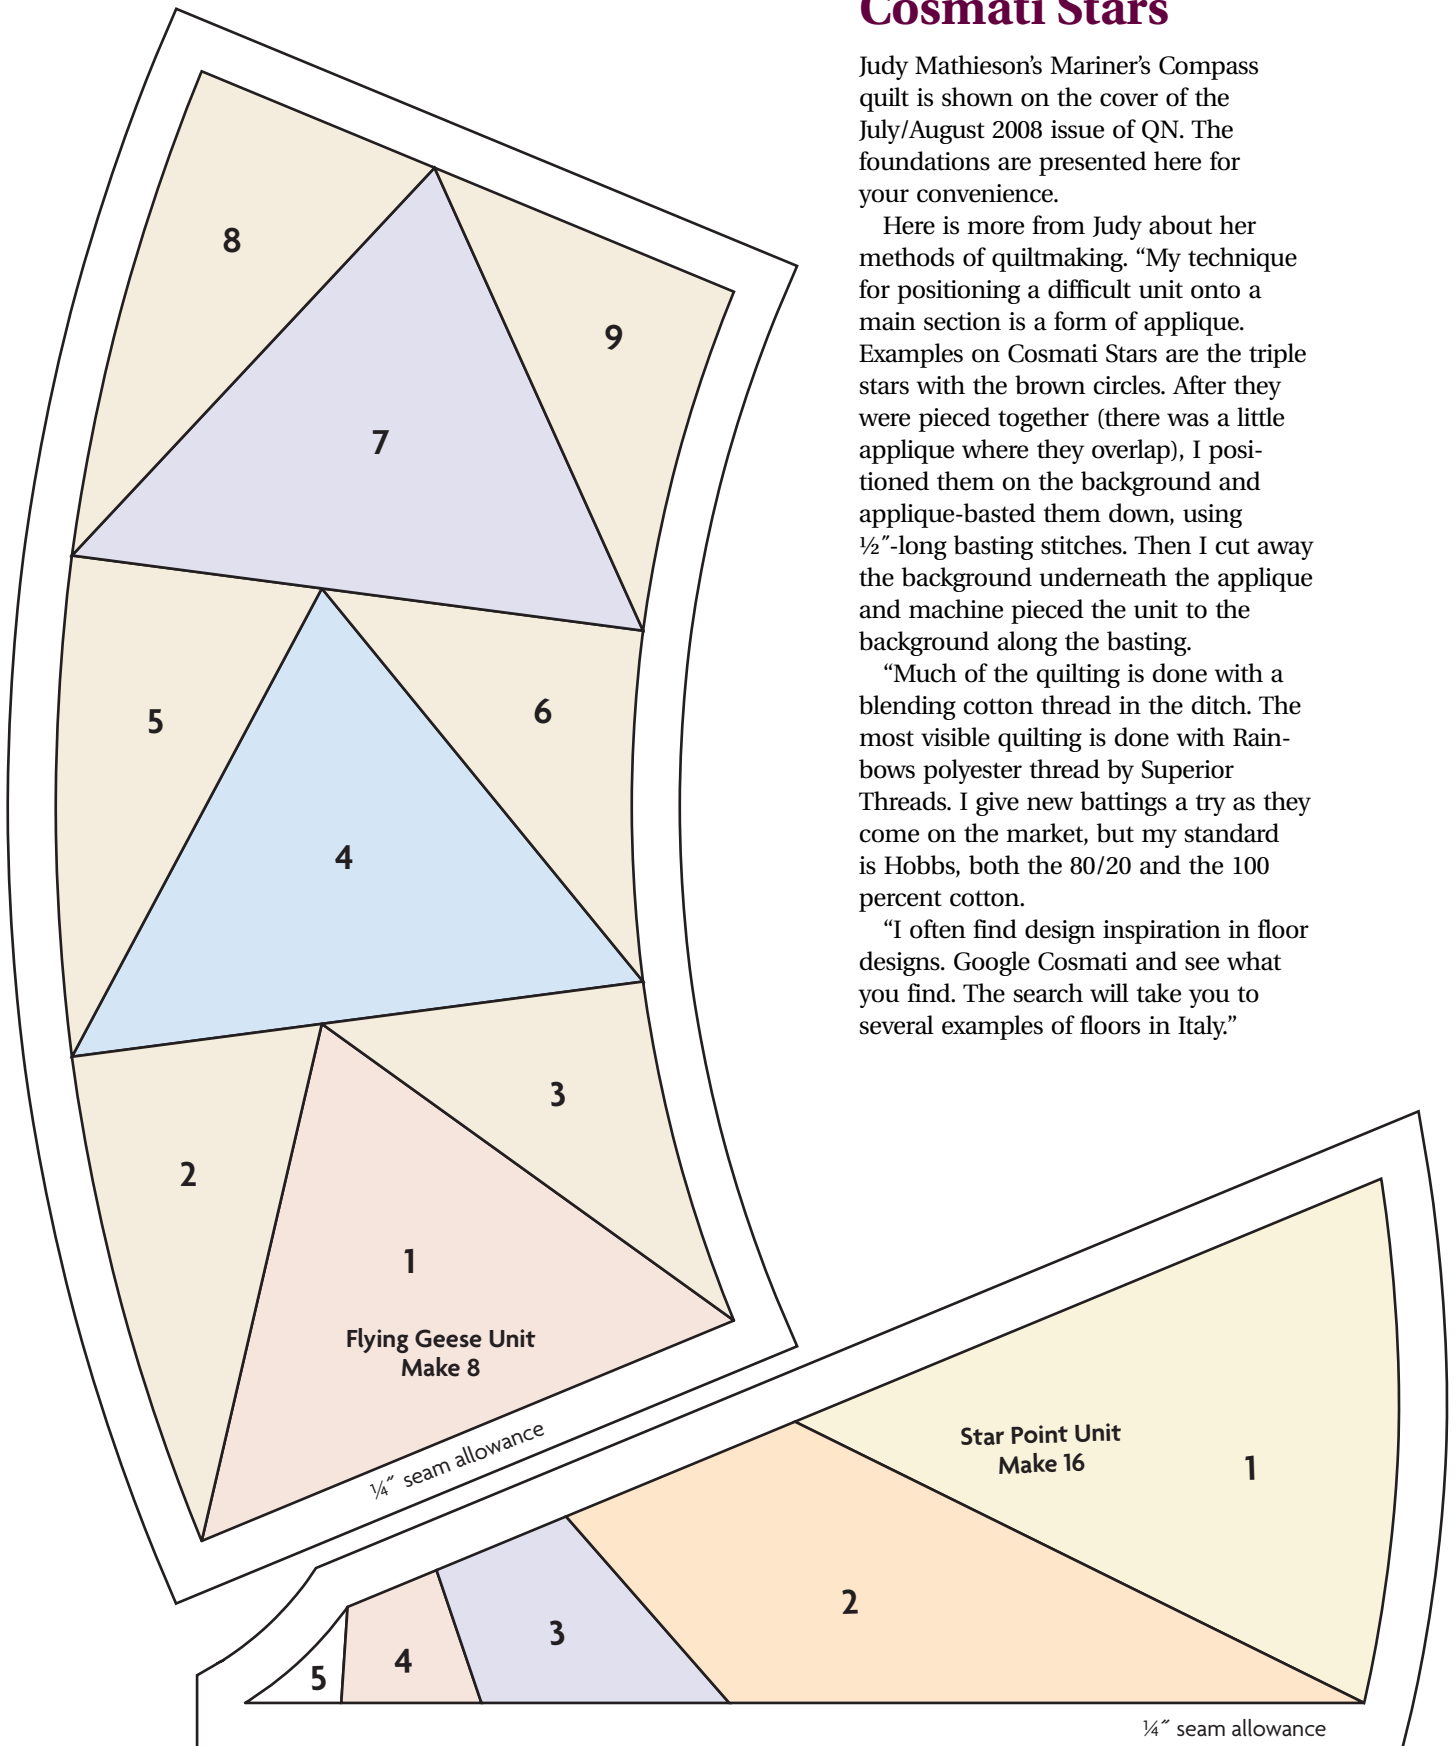 Cosmati Stars
Judy Mathieson’s Mariner’s Compass
quilt is shown on the cover of the
July/August 2008 issue of QN. The
foundations are presented here for
your convenience.
Here is more from Judy about her
methods of quiltmaking. “My technique
for positioning a difficult unit onto a
main section is a form of applique.
Examples on Cosmati Stars are the triple
stars with the brown circles. After they
were pieced together (there was a little
applique where they overlap), I posi-
tioned them on the background and
applique-basted them down, using
½˝-long basting stitches. Then I cut away
the background underneath the applique
and machine pieced the unit to the
background along the basting.
“Much of the quilting is done with a
blending cotton thread in the ditch. The
most visible quilting is done with Rain-
bows polyester thread by Superior
Threads. I give new battings a try as they
come on the market, but my standard
is Hobbs, both the 80/20 and the 100
percent cotton.
“I often find design inspiration in floor
designs. Google Cosmati and see what
you find. The search will take you to
several examples of floors in Italy.”
8
9
7
5
6
4
3
2
1
Flying Geese Unit
Make 8
¼˝ seam allowance
Star Point Unit
Make 16
1
2
3
4
5
¼˝ seam allowance